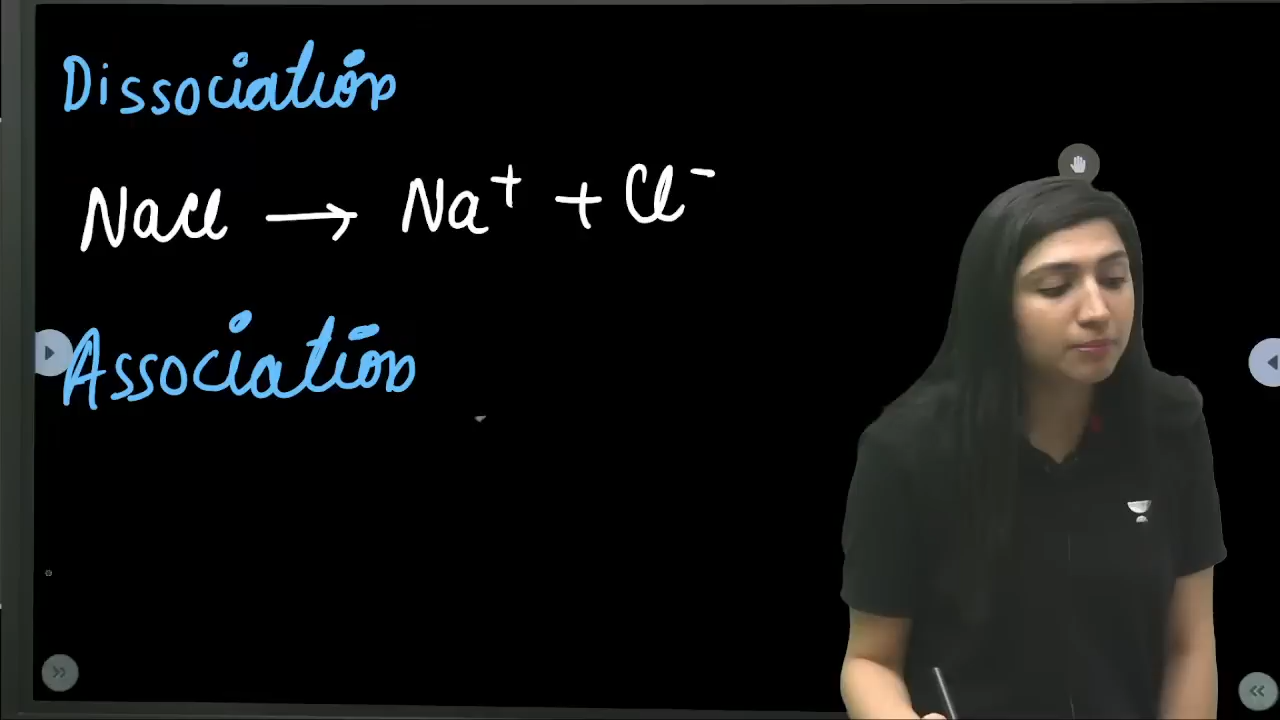 Dissociation
NaCl → Na⁺ + Cl⁻
Association